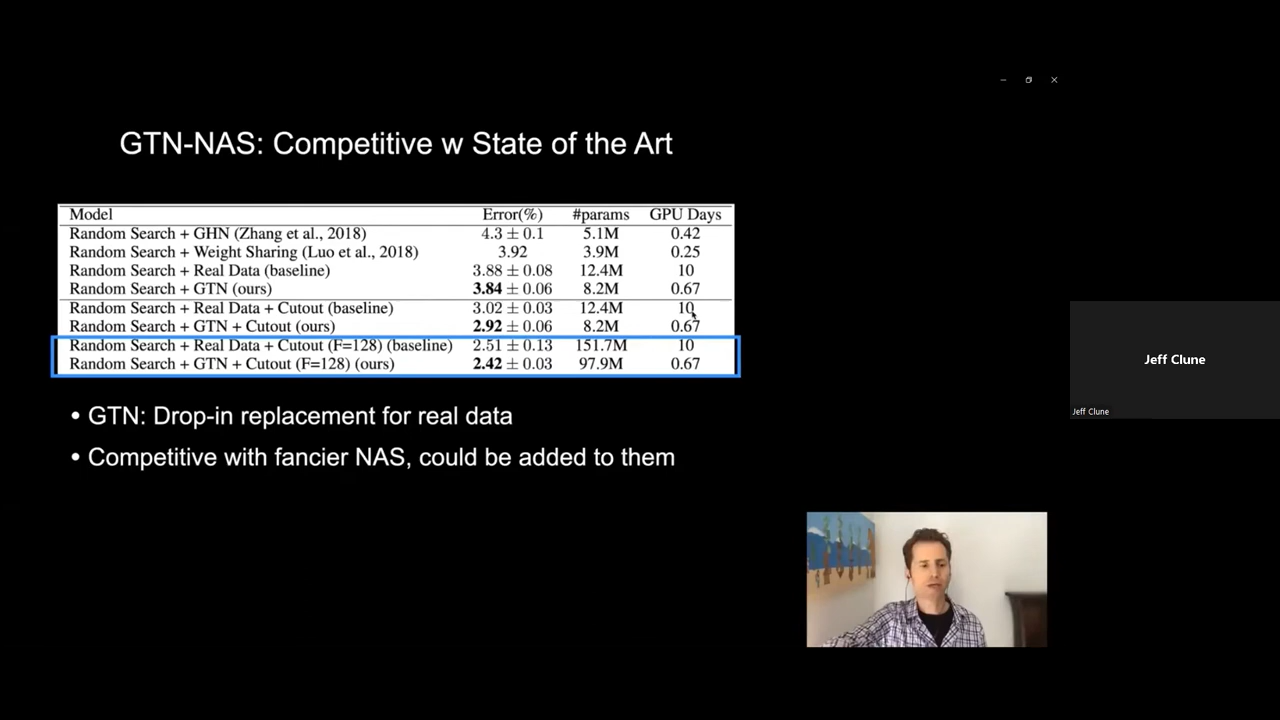 GTN-NAS: Competitive w State of the Art
Model Error(%) #params GPU Days
Random Search + GHN (Zhang et al., 2018) 4.3 ± 0.1 5.1M 0.42
Random Search + Weight Sharing (Luo et al., 2018) 3.92 3.9M 0.25
Random Search + Real Data (baseline) 3.88 ± 0.08 12.4M 10
Random Search + GTN (ours) 3.84 ± 0.06 8.2M 0.67
Random Search + Real Data + Cutout (baseline) 3.02 ± 0.03 12.4M 10
Random Search + GTN + Cutout (ours) 2.92 ± 0.06 8.2M 0.67
Random Search + Real Data + Cutout (F=128) (baseline) 2.51 ± 0.13 151.7M 10
Random Search + GTN + Cutout (F=128) (ours) 2.42 ± 0.03 97.9M 0.67
• GTN: Drop-in replacement for real data
• Competitive with fancier NAS, could be added to them
Jeff Clune
Jeff Clune